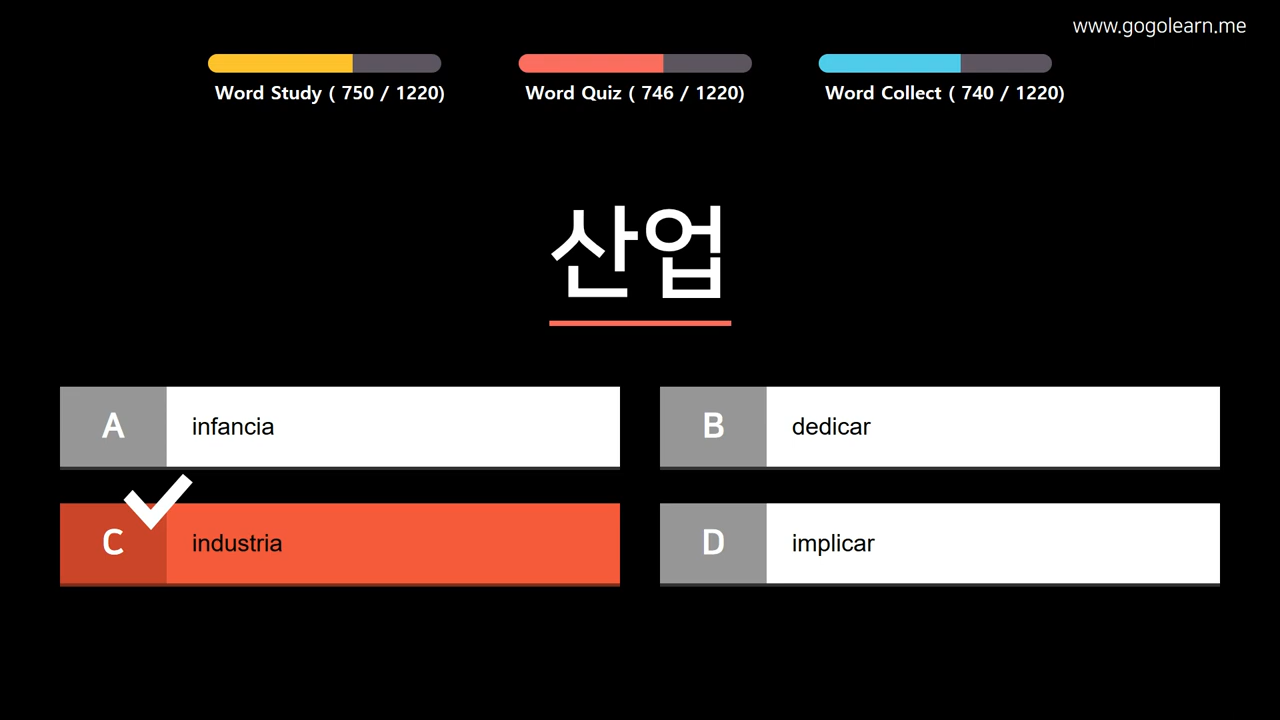 www.gogolearn.me
Word Study ( 750 / 1220)
Word Quiz ( 746 / 1220)
Word Collect ( 740 / 1220)
산업
A
infancia
B
dedicar
C
industria
D
implicar